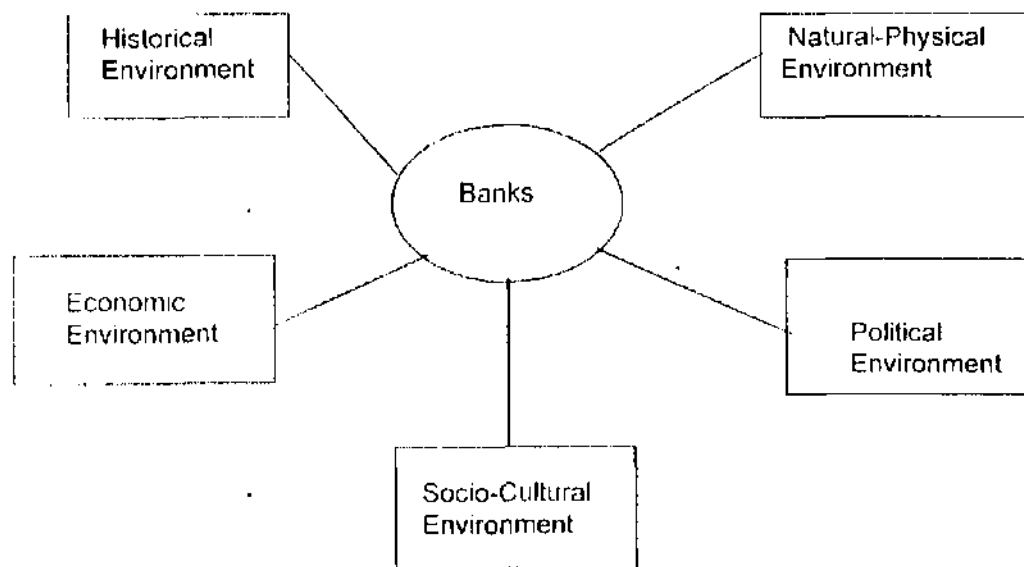 Historical
Environment
Natural-Physical
Environment
Banks
Economic
Environment
Political
Environment
Socio-Cultural
Environment